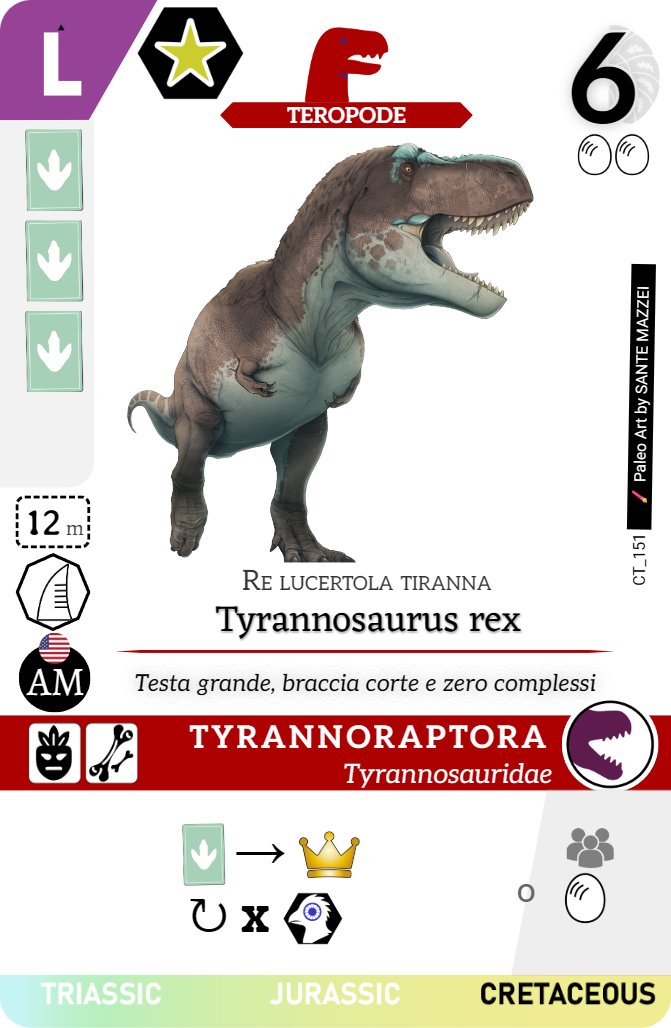 L
6
TEROPODE
Paleo Art by SANTE MAZZEI
CT_151
12 m
AM
RE LUCERTOLA TIRANNA
Tyrannosaurus rex
Testa grande, braccia corte e zero complessi
TYRANNORAPTORA
Tyrannosauridae
x
o
TRIASSIC
JURASSIC
CRETACEOUS